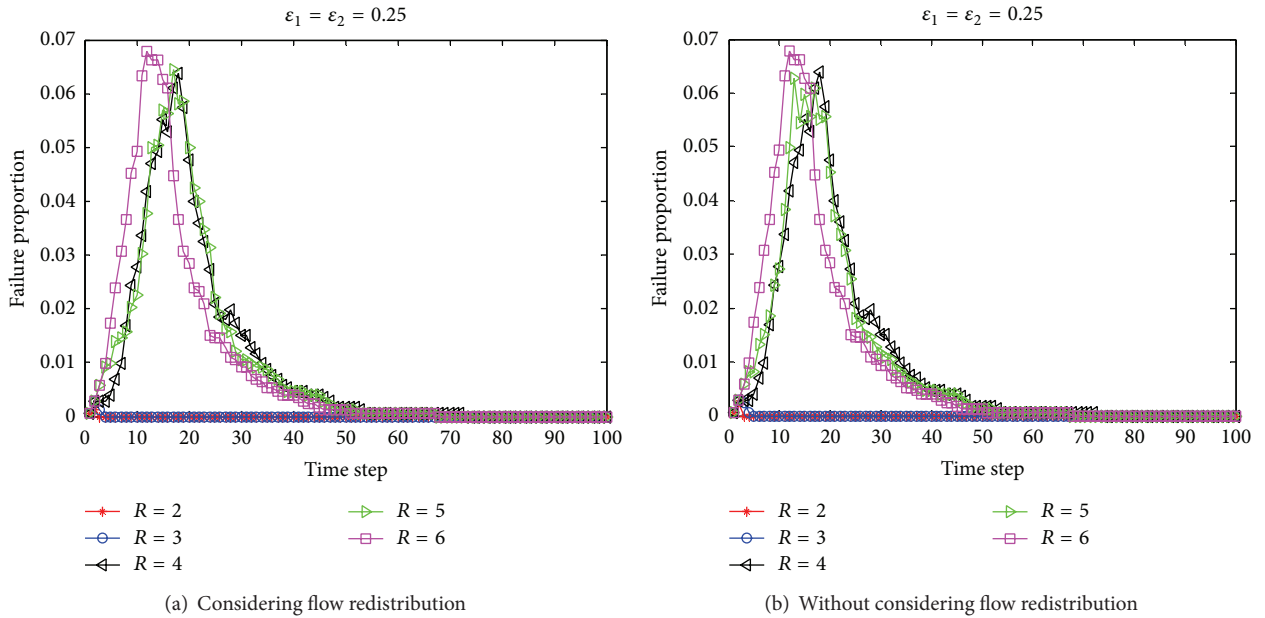 ε1 = ε2 = 0.25
0.07
0.06
0.05
0.04
0.03
0.02
0.01
0
Failure proportion
0 10 20 30 40 50 60 70 80 90 100
Time step
R = 2
R = 3
R = 4
R = 5
R = 6
(a) Considering flow redistribution
ε1 = ε2 = 0.25
0.07
0.06
0.05
0.04
0.03
0.02
0.01
0
Failure proportion
0 10 20 30 40 50 60 70 80 90 100
Time step
R = 2
R = 3
R = 4
R = 5
R = 6
(b) Without considering flow redistribution